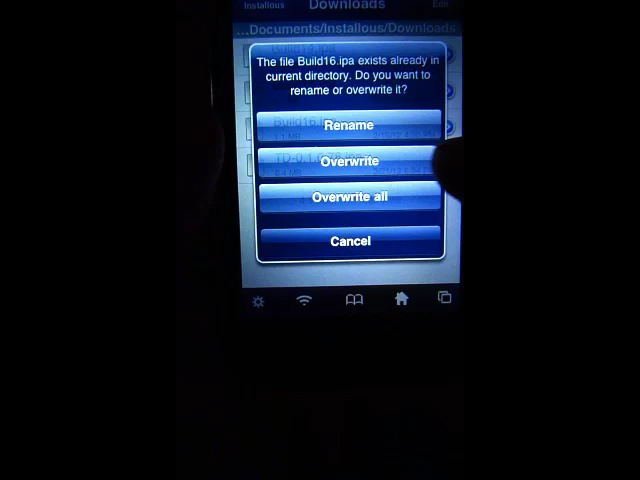 Installous Downloads Edit
...Documents/Installous/Downloads
The file Build16.ipa exists already in
current directory. Do you want to
rename or overwrite it?
Rename
Build16.
Overwrite
Overwrite all
Cancel